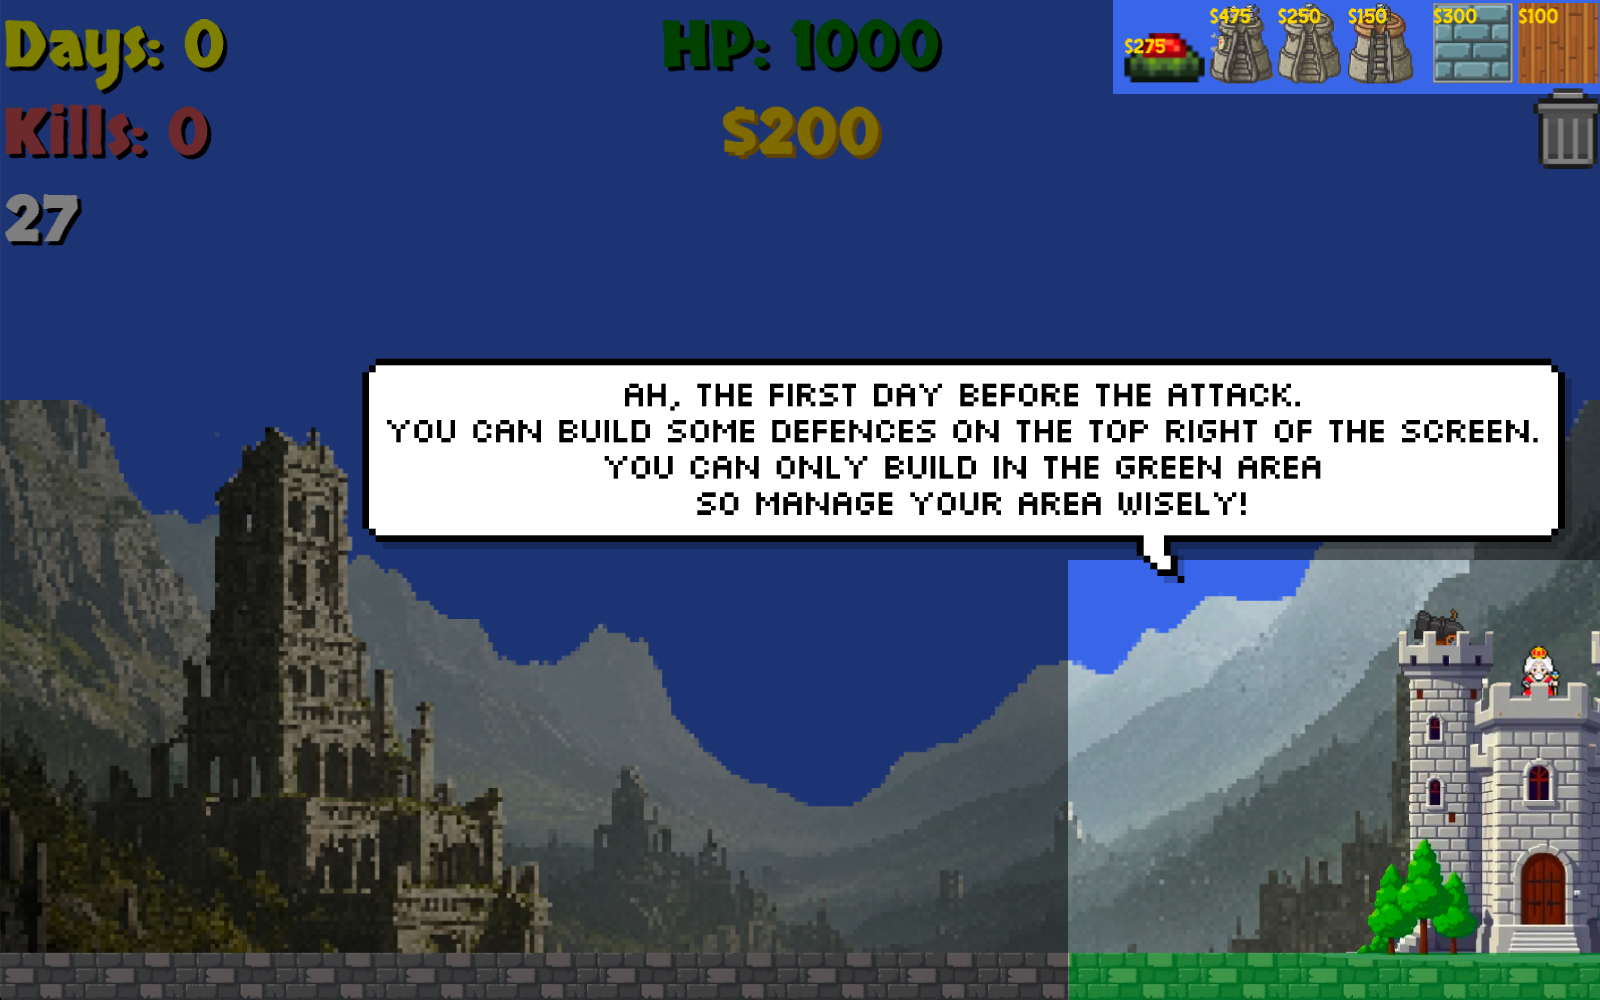 Days: 0
HP: 1000
$275
$475
$250
$150
$300
$100
Kills: 0
$200
27
AH, THE FIRST DAY BEFORE THE ATTACK.
YOU CAN BUILD SOME DEFENCES ON THE TOP RIGHT OF THE SCREEN.
YOU CAN ONLY BUILD IN THE GREEN AREA
SO MANAGE YOUR AREA WISELY!